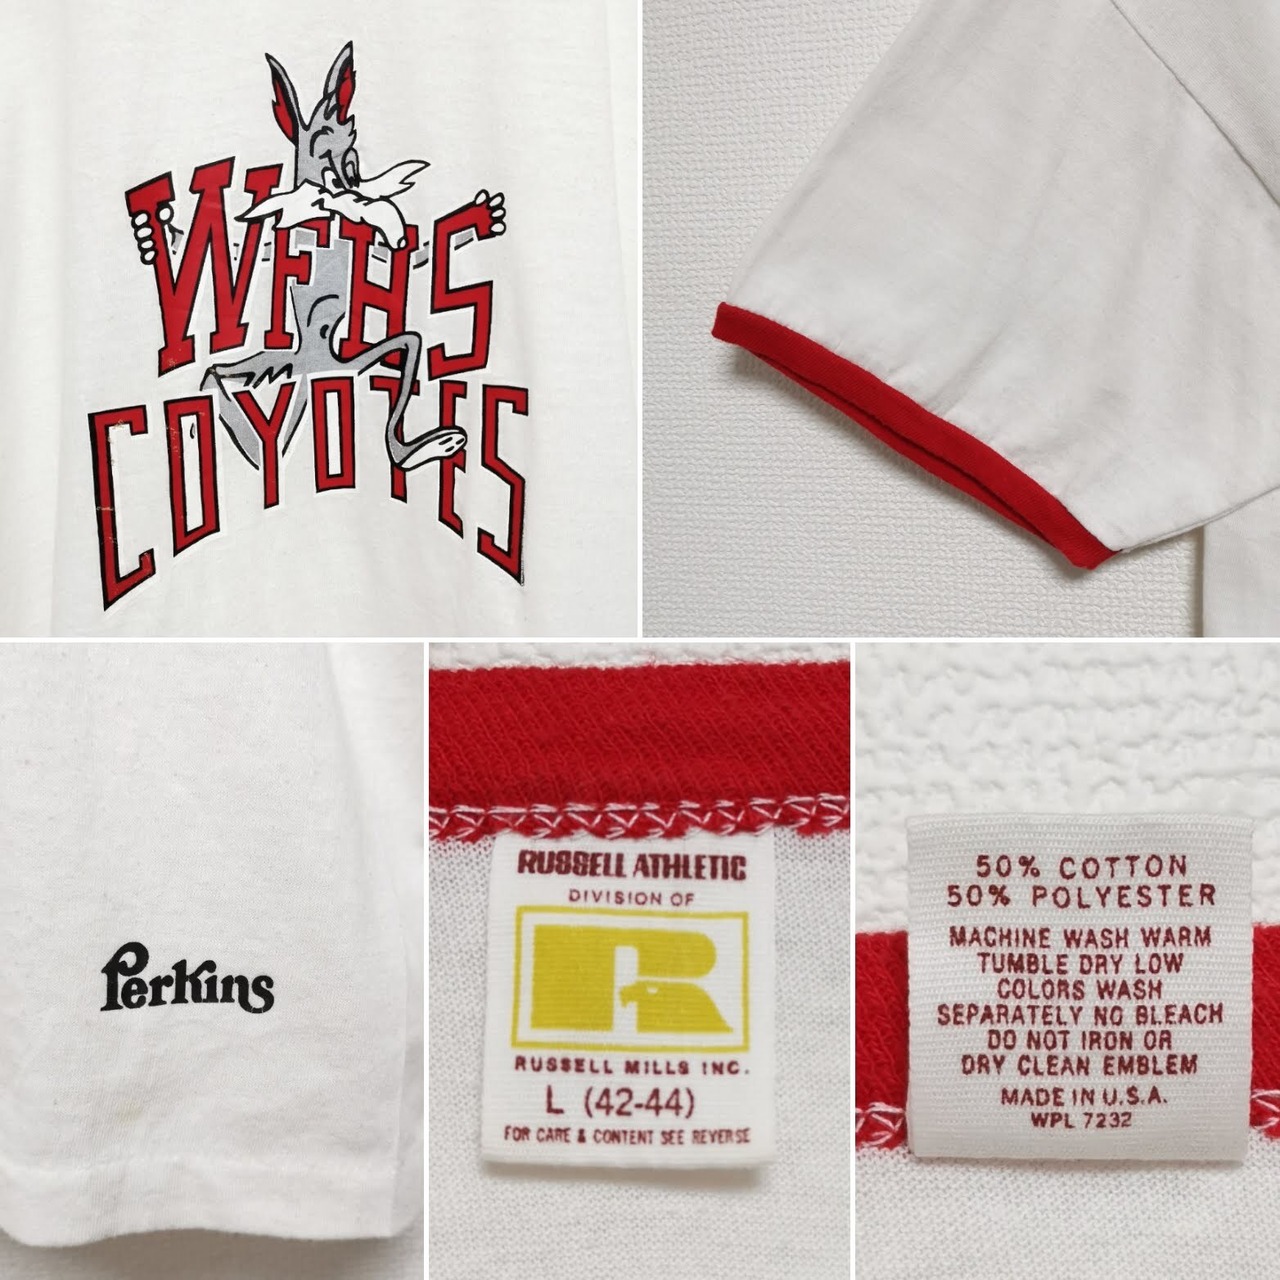 WFHS
COYOTES
Perkins
RUSSELL ATHLETIC
DIVISION OF
R
RUSSELL MILLS INC.
L (42-44)
FOR CARE & CONTENT SEE REVERSE
50% COTTON
50% POLYESTER
MACHINE WASH WARM
TUMBLE DRY LOW
COLORS WASH
SEPARATELY NO BLEACH
DO NOT IRON OR
DRY CLEAN EMBLEM
MADE IN U.S.A.
WPL 7232